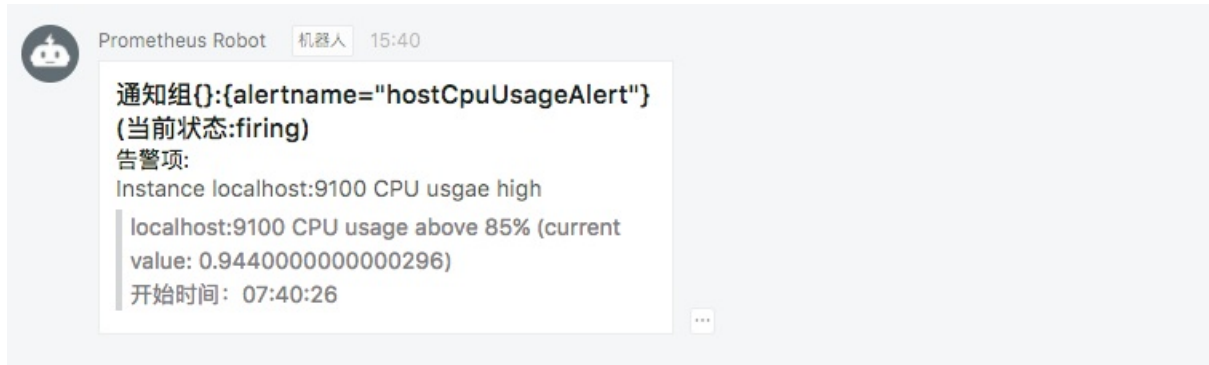 Prometheus Robot 机器人 15:40
通知组{}:{alertname="hostCpuUsageAlert"}
(当前状态:firing)
告警项:
Instance localhost:9100 CPU usgae high
localhost:9100 CPU usage above 85% (current
value: 0.9440000000000296)
开始时间：07:40:26
...